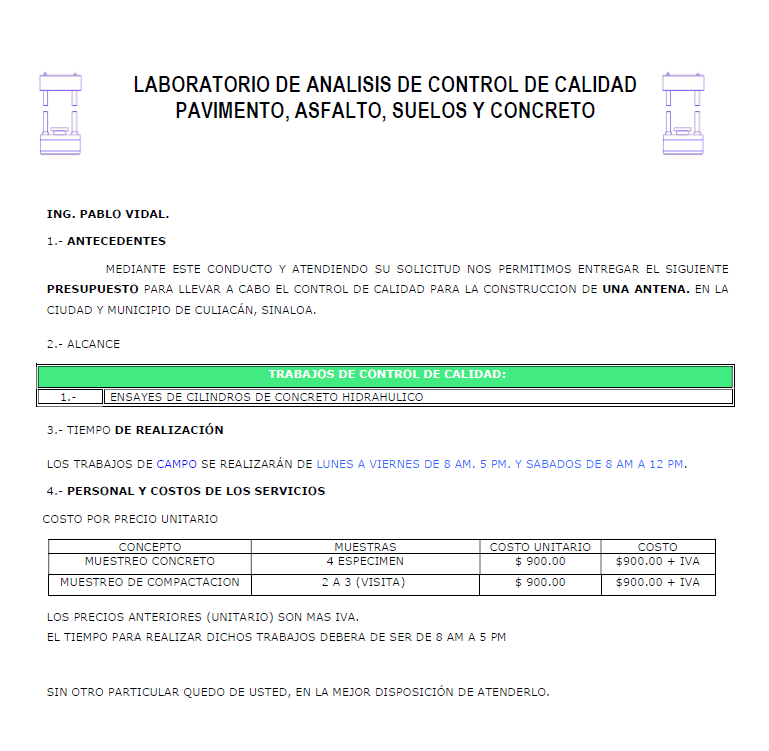 LABORATORIO DE ANALISIS DE CONTROL DE CALIDAD
PAVIMENTO, ASFALTO, SUELOS Y CONCRETO
ING. PABLO VIDAL.
1.- ANTECEDENTES
MEDIANTE ESTE CONDUCTO Y ATENDIENDO SU SOLICITUD NOS PERMITIMOS ENTREGAR EL SIGUIENTE
PRESUPUESTO PARA LLEVAR A CABO EL CONTROL DE CALIDAD PARA LA CONSTRUCCION DE UNA ANTENA. EN LA
CIUDAD Y MUNICIPIO DE CULIACÁN, SINALOA.
2.- ALCANCE
TRABAJOS DE CONTROL DE CALIDAD:
1.- ENSAYES DE CILINDROS DE CONCRETO HIDRAHULICO
3.- TIEMPO DE REALIZACIÓN
LOS TRABAJOS DE CAMPO SE REALIZARÁN DE LUNES A VIERNES DE 8 AM. 5 PM. Y SABADOS DE 8 AM A 12 PM.
4.- PERSONAL Y COSTOS DE LOS SERVICIOS
COSTO POR PRECIO UNITARIO
CONCEPTO MUESTRAS COSTO UNITARIO COSTO
MUESTREO CONCRETO 4 ESPECIMEN $ 900.00 $900.00 + IVA
MUESTREO DE COMPACTACION 2 A 3 (VISITA) $ 900.00 $900.00 + IVA
LOS PRECIOS ANTERIORES (UNITARIO) SON MAS IVA.
EL TIEMPO PARA REALIZAR DICHOS TRABAJOS DEBERA DE SER DE 8 AM A 5 PM
SIN OTRO PARTICULAR QUEDO DE USTED, EN LA MEJOR DISPOSICIÓN DE ATENDERLO.